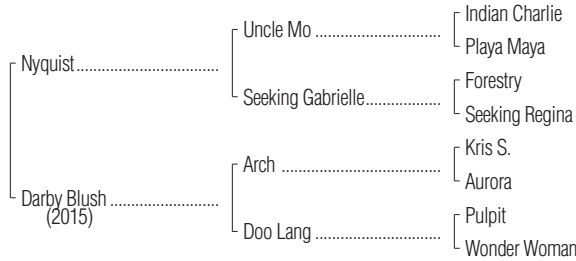 Indian Charlie
Uncle Mo
Playa Maya
Nyquist
Forestry
Seeking Gabrielle
Seeking Regina
Kris S.
Arch
Aurora
Darby Blush
(2015)
Pulpit
Doo Lang
Wonder Woman